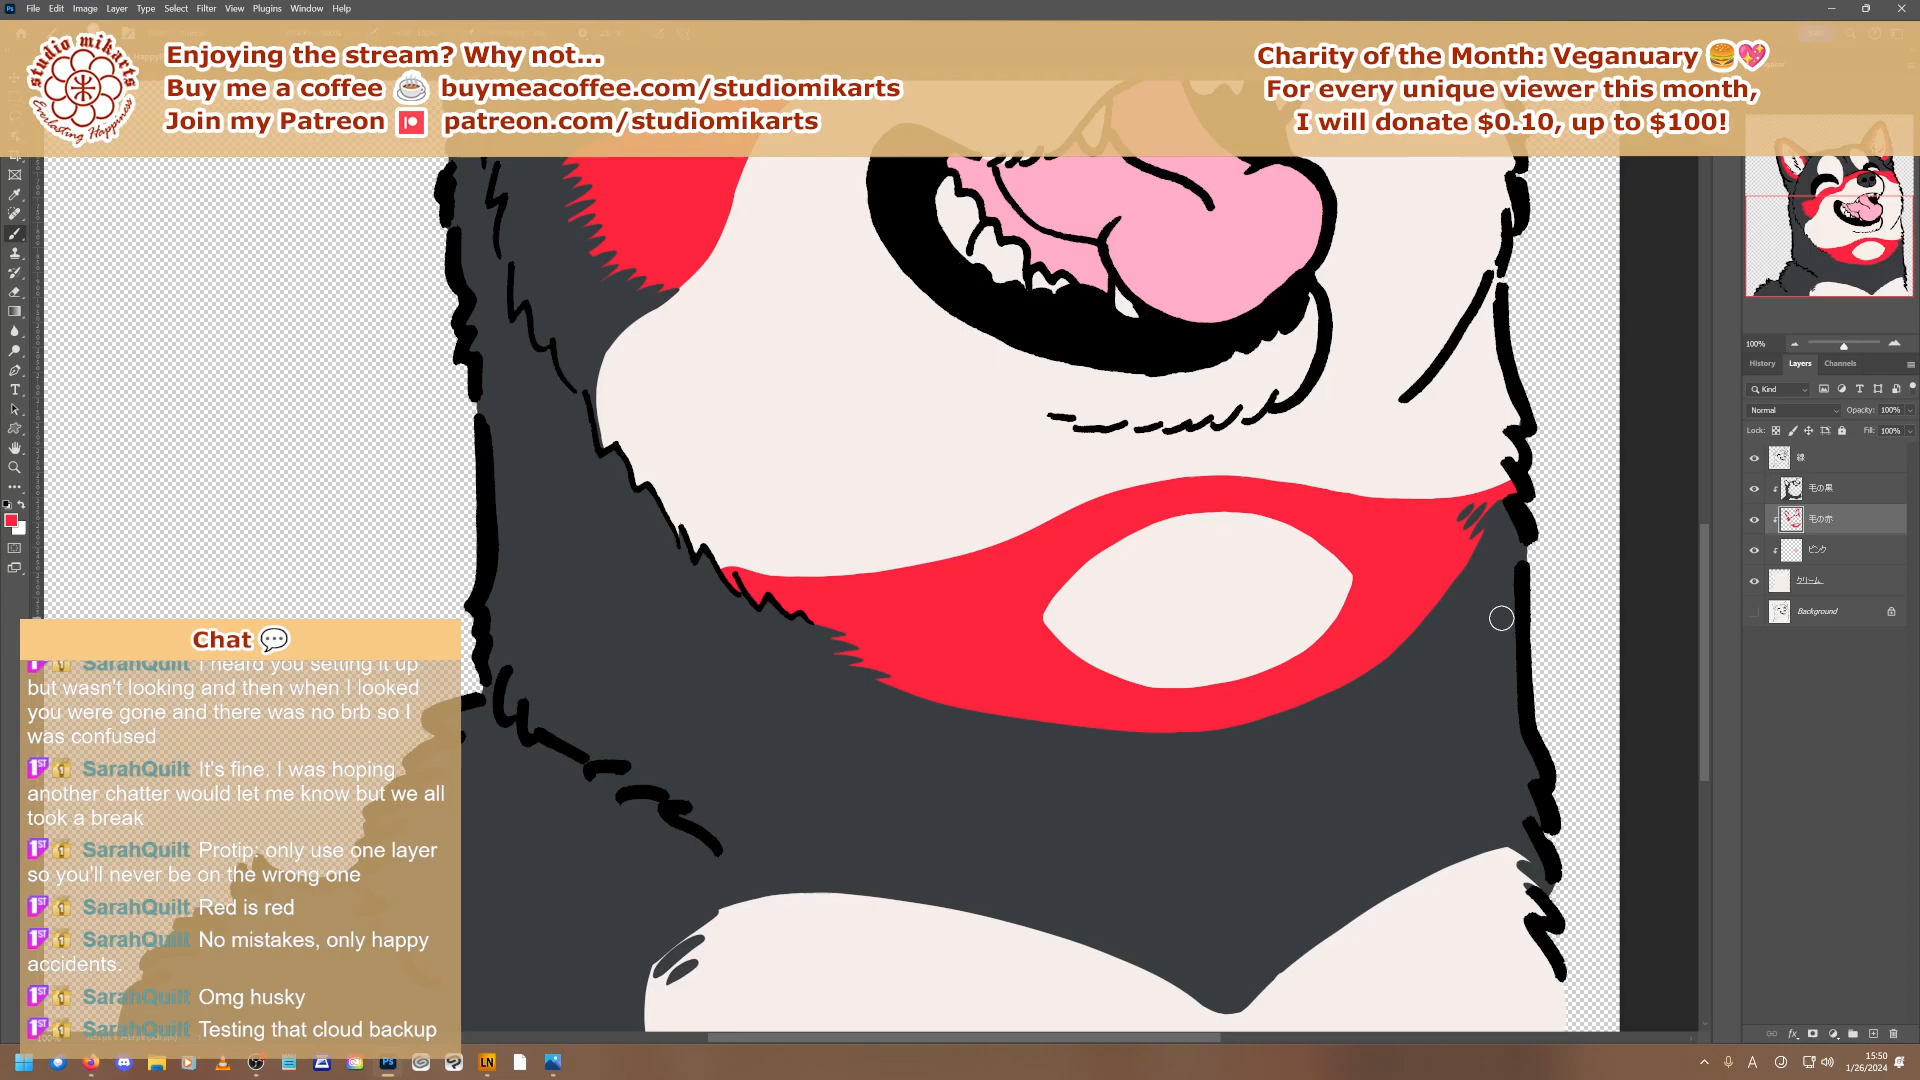 File Edit Image Layer Type Select Filter View Plugins Window Help
studio mikarts
Everlasting Happiness
Enjoying the stream? Why not...
Buy me a coffee ☕ buymeacoffee.com/studiomikarts
Join my Patreon patreon.com/studiomikarts
Charity of the Month: Veganuary 🍔💖
For every unique viewer this month,
I will donate $0.10, up to $100!
100%
History Layers Channels
Kind
Normal Opacity: 100%
Lock: Fill: 100%
線
毛の黒
毛の赤
ピンク
クリーム
Background
Chat 💬
SarahQuilt I heard you setting it up
but wasn't looking and then when I looked
you were gone and there was no brb so I
was confused
SarahQuilt It's fine. I was hoping
another chatter would let me know but we all
took a break
SarahQuilt Protip: only use one layer
so you'll never be on the wrong one
SarahQuilt Red is red
SarahQuilt No mistakes, only happy
accidents.
SarahQuilt Omg husky
SarahQuilt Testing that cloud backup
15:50
1/26/2024